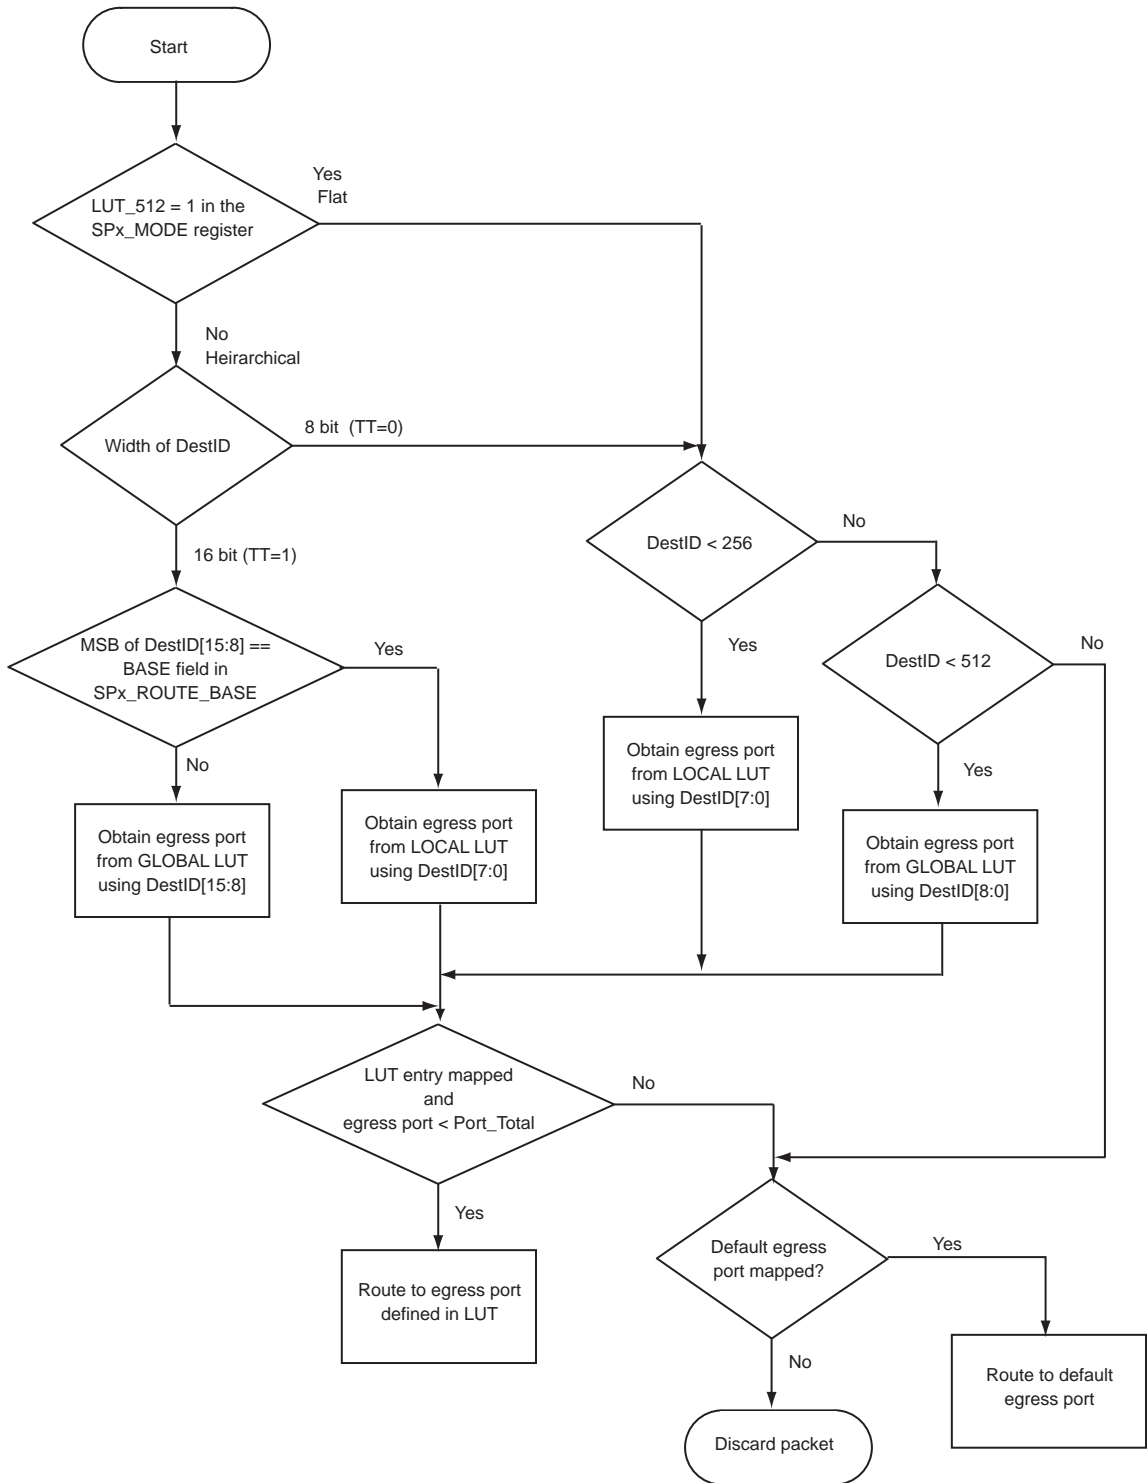 Start
LUT_512 = 1 in the
SPx_MODE register
Yes
Flat
No
Heirarchical
Width of DestID
8 bit (TT=0)
16 bit (TT=1)
DestID < 256
No
Yes
DestID < 512
No
Yes
MSB of DestID[15:8] ==
BASE field in
SPx_ROUTE_BASE
Yes
No
Obtain egress port
from GLOBAL LUT
using DestID[15:8]
Obtain egress port
from LOCAL LUT
using DestID[7:0]
Obtain egress port
from LOCAL LUT
using DestID[7:0]
Obtain egress port
from GLOBAL LUT
using DestID[8:0]
LUT entry mapped
and
egress port < Port_Total
No
Yes
Route to egress port
defined in LUT
Default egress
port mapped?
Yes
No
Route to default
egress port
Discard packet